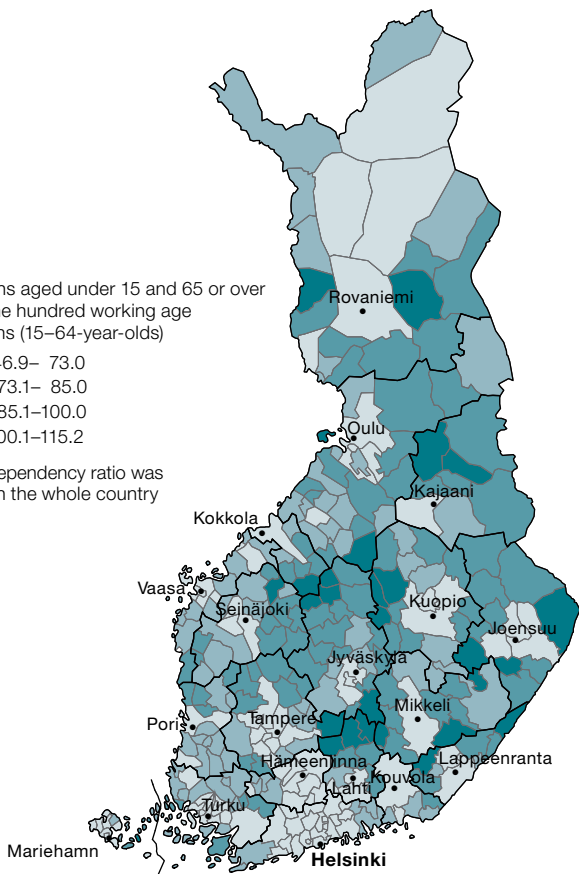 ns aged under 15 and 65 or over
ne hundred working age
ns (15–64-year-olds)
6.9– 73.0
73.1– 85.0
85.1–100.0
00.1–115.2
ependency ratio was
n the whole country
Rovaniemi
Oulu
Kajaani
Kokkola
Vaasa
Seinäjoki
Kuopio
Joensuu
Jyväskylä
Mikkeli
Pori
Tampere
Hämeenlinna
Lappeenranta
Lahti
Kouvola
Turku
Mariehamn
Helsinki